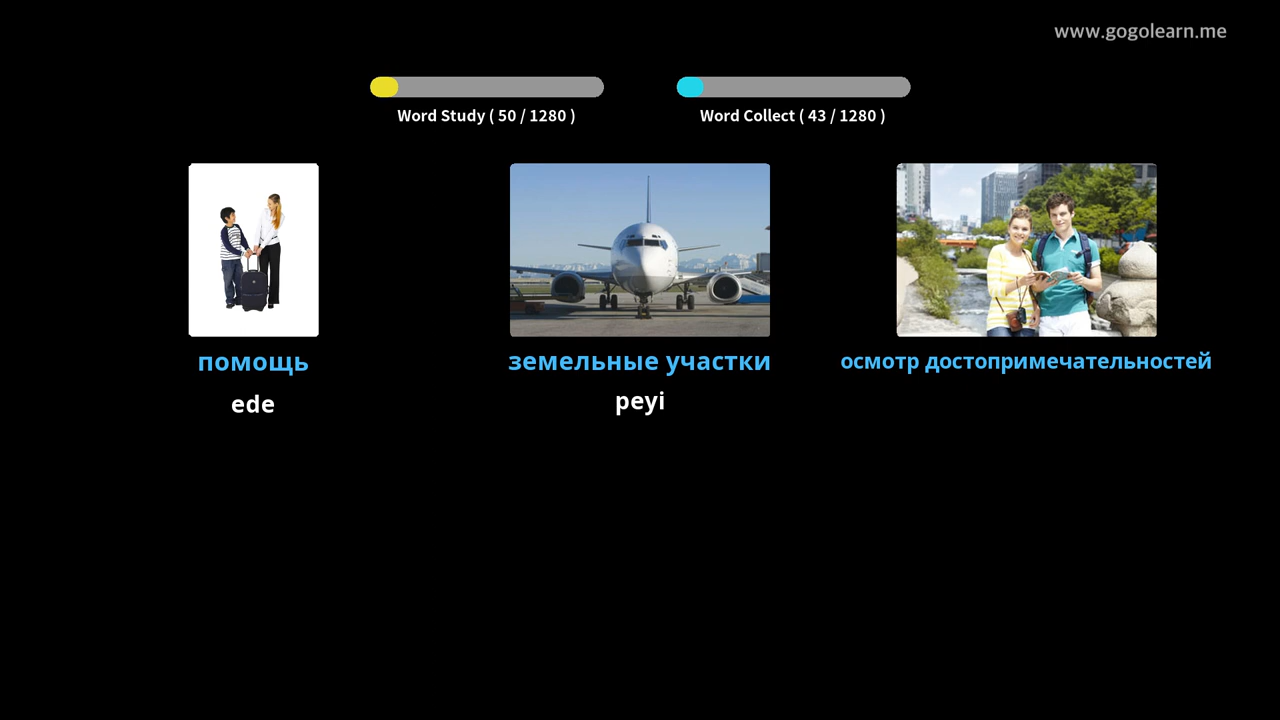 www.gogolearn.me
Word Study ( 50 / 1280 )
Word Collect ( 43 / 1280 )
помощь
земельные участки
осмотр достопримечательностей
ede
peyi